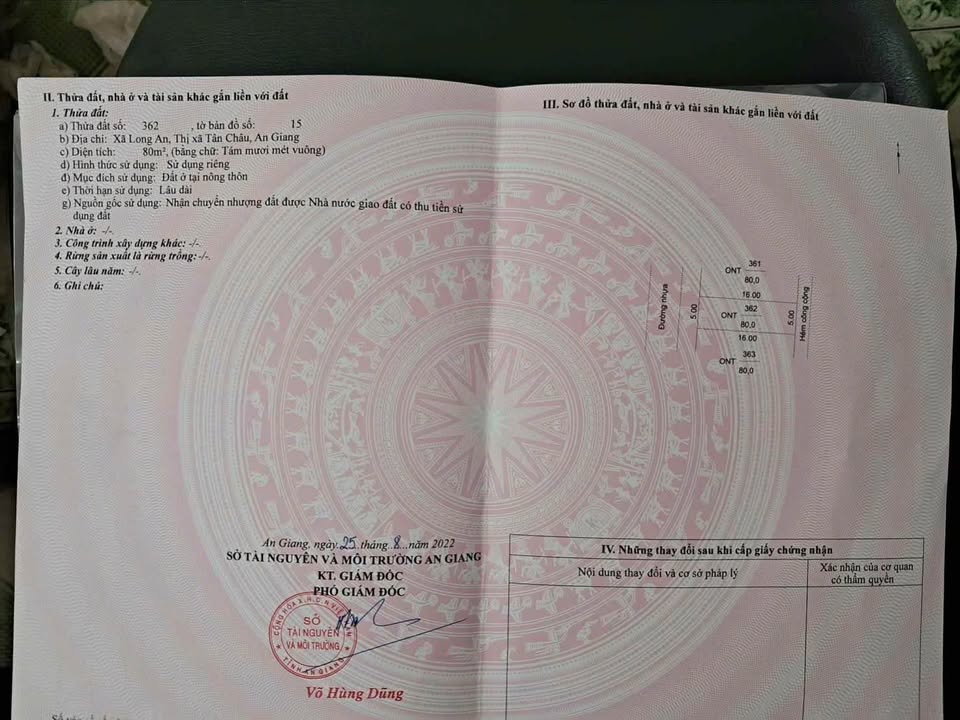 II. Thửa đất, nhà ở và tài sản khác gắn liền với đất
1. Thửa đất:
a) Thửa đất số: 362 , tờ bản đồ số: 15
b) Địa chỉ: Xã Long An, Thị xã Tân Châu, An Giang
c) Diện tích: 80m², (bằng chữ: Tám mươi mét vuông)
d) Hình thức sử dụng: Sử dụng riêng
đ) Mục đích sử dụng: Đất ở tại nông thôn
e) Thời hạn sử dụng: Lâu dài
g) Nguồn gốc sử dụng: Nhận chuyển nhượng đất được Nhà nước giao đất có thu tiền sử
dụng đất
2. Nhà ở: -/-.
3. Công trình xây dựng khác: -/-.
4. Rừng sản xuất là rừng trồng: -/-.
5. Cây lâu năm: -/-.
6. Ghi chú:
An Giang, ngày 25 tháng 8 năm 2022
SỞ TÀI NGUYÊN VÀ MÔI TRƯỜNG AN GIANG
KT. GIÁM ĐỐC
PHÓ GIÁM ĐỐC
CỘNG HÒA X.H.C.N VIỆT NAM
SỞ
TÀI NGUYÊN
VÀ MÔI TRƯỜNG
TỈNH AN GIANG
Võ Hùng Dũng
III. Sơ đồ thửa đất, nhà ở và tài sản khác gắn liền với đất
ONT 361
80,0
16.00
Đường nhựa
5.00
ONT 362
80,0
5.00
Hẻm công cộng
16.00
ONT 363
80,0
IV. Những thay đổi sau khi cấp giấy chứng nhận
Nội dung thay đổi và cơ sở pháp lý
Xác nhận của cơ quan
có thẩm quyền